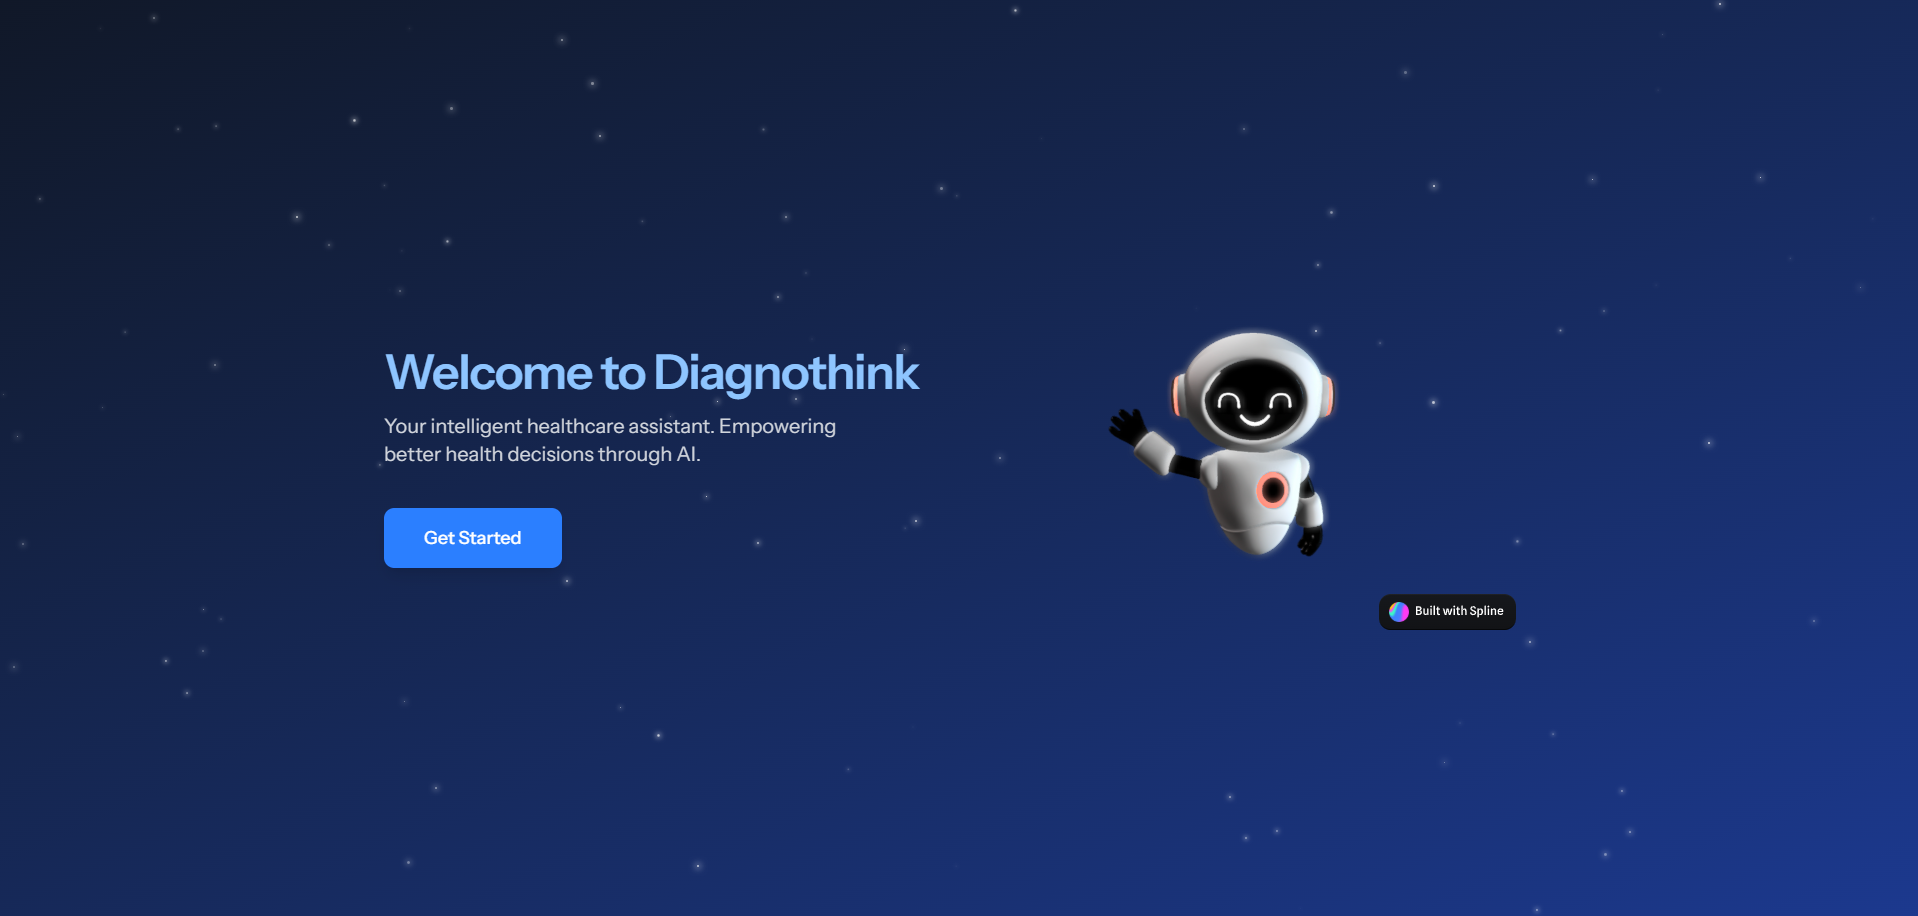 Welcome to Diagnothink
Your intelligent healthcare assistant. Empowering
better health decisions through AI.
Get Started
Built with Spline